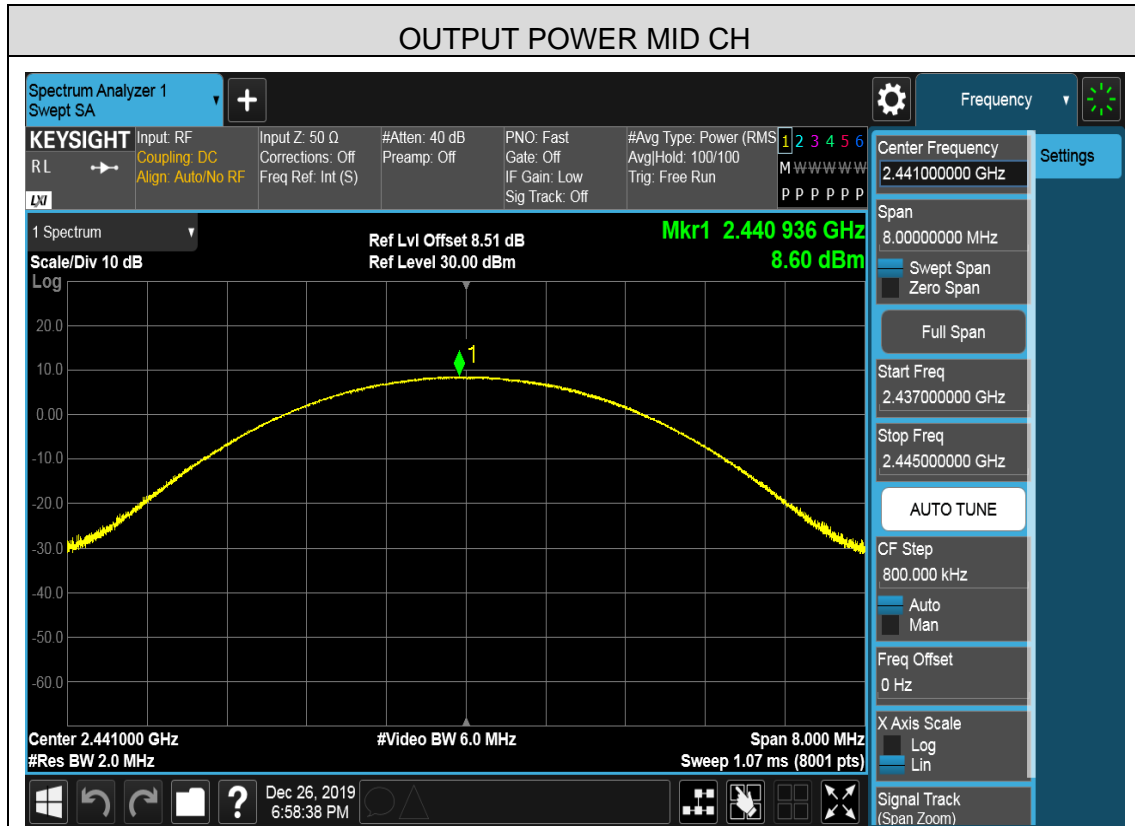 OUTPUT POWER MID CH
Spectrum Analyzer 1
Swept SA
+
Frequency
KEYSIGHT
RL
LXI
Input: RF
Coupling: DC
Align: Auto/No RF
Input Z: 50 Ω
Corrections: Off
Freq Ref: Int (S)
#Atten: 40 dB
Preamp: Off
PNO: Fast
Gate: Off
IF Gain: Low
Sig Track: Off
#Avg Type: Power (RMS
Avg|Hold: 100/100
Trig: Free Run
1 2 3 4 5 6
M W W W W W
P P P P P P
1 Spectrum
Scale/Div 10 dB
Log
Ref Lvl Offset 8.51 dB
Ref Level 30.00 dBm
Mkr1 2.440 936 GHz
8.60 dBm
20.0
10.0
0.00
-10.0
-20.0
-30.0
-40.0
-50.0
-60.0
1
Center 2.441000 GHz
#Res BW 2.0 MHz
#Video BW 6.0 MHz
Span 8.000 MHz
Sweep 1.07 ms (8001 pts)
Center Frequency
2.441000000 GHz
Settings
Span
8.00000000 MHz
Swept Span
Zero Span
Full Span
Start Freq
2.437000000 GHz
Stop Freq
2.445000000 GHz
AUTO TUNE
CF Step
800.000 kHz
Auto
Man
Freq Offset
0 Hz
X Axis Scale
Log
Lin
Signal Track
(Span Zoom)
?
Dec 26, 2019
6:58:38 PM